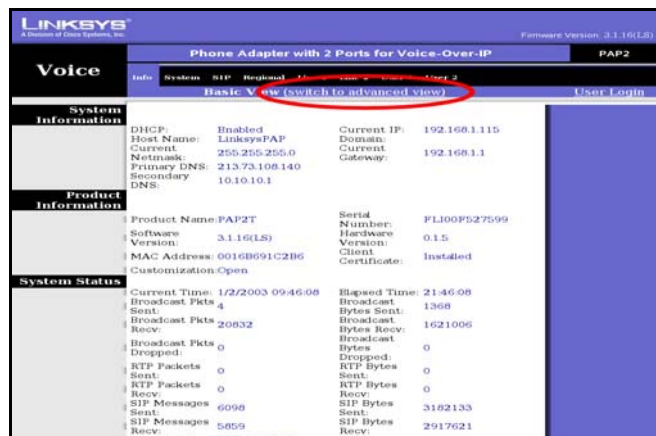 LINKSYS®
A Division of Cisco Systems, Inc.
Firmware Version: 3.1.16(LS)
Phone Adapter with 2 Ports for Voice-Over-IP
PAP2
Voice
Info System SIP Regional User 2
Basic View (switch to advanced view)
User Login
System Information
DHCP: Enabled Current IP: 192.168.1.115
Host Name: LinksysPAP Domain:
Current Netmask: 255.255.255.0 Current Gateway: 192.168.1.1
Primary DNS: 213.73.108.140
Secondary DNS: 10.10.10.1
Product Information
Product Name: PAP2T Serial Number: FLI00F527599
Software Version: 3.1.16(LS) Hardware Version: 0.1.5
MAC Address: 0016B691C2B6 Client Certificate: Installed
Customization: Open
System Status
Current Time: 1/2/2003 09:46:08 Elapsed Time: 21:46:08
Broadcast Pkts Sent: 4 Broadcast Bytes Sent: 1368
Broadcast Pkts Recv: 20832 Broadcast Bytes Recv: 1621006
Broadcast Pkts Dropped: 0 Broadcast Bytes Dropped: 0
RTP Packets Sent: 0 RTP Bytes Sent: 0
RTP Packets Recv: 0 RTP Bytes Recv: 0
SIP Messages Sent: 6098 SIP Bytes Sent: 3182133
SIP Messages Recv: 5859 SIP Bytes Recv: 2917621